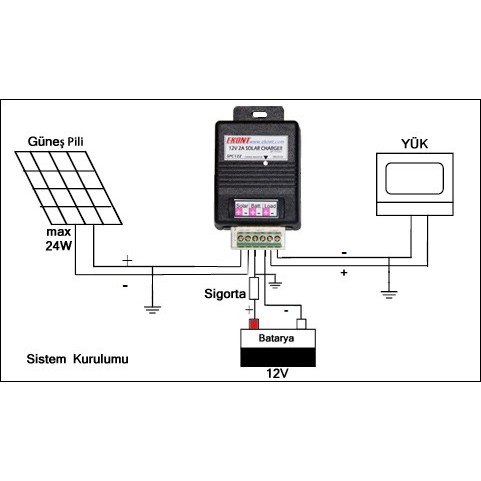 EKONT www.ekont.com
12V 2A SOLAR CHARGER
SPC122
Güneş Pili
YÜK
Solar Batt. Load
+ - + - + -
max
24W
+
-
-
+
Sigorta
+
-
Batarya
12V
Sistem Kurulumu